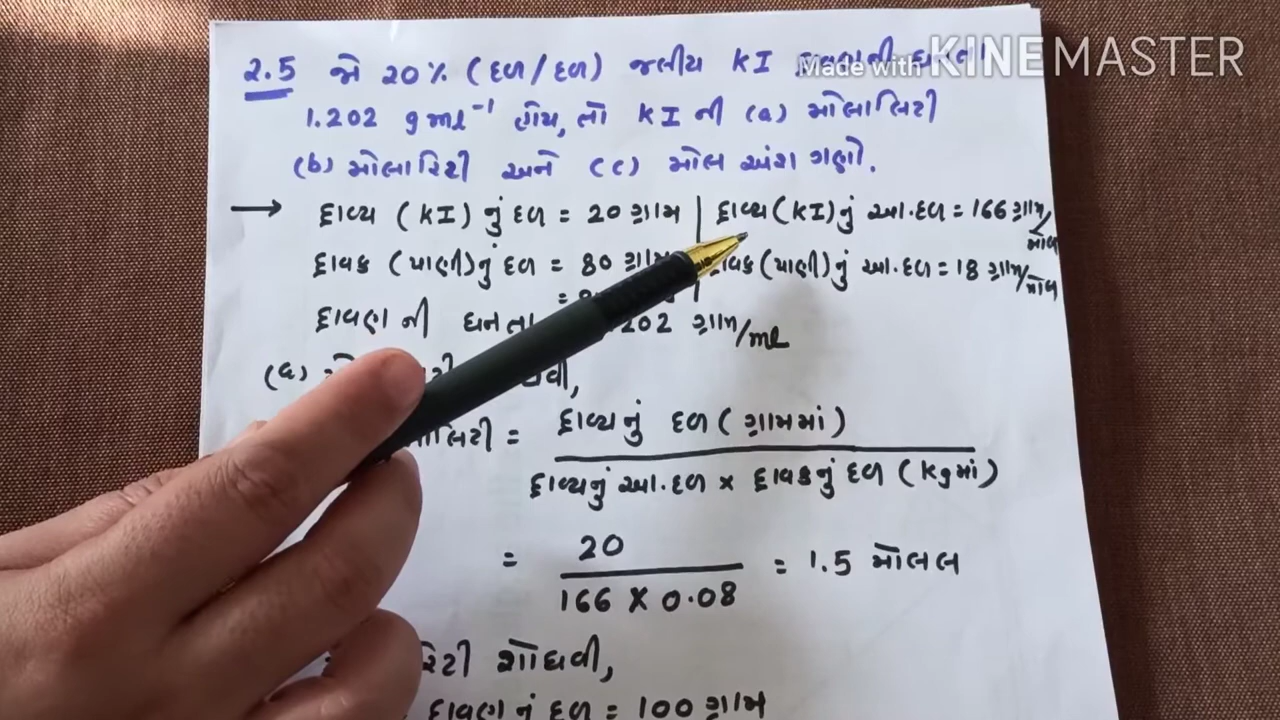 2.5 જો 20% (દળ/દળ) જલીય KI
Made with KINEMASTER
1.202 g ml⁻¹ હોય, તો KI ની (a) મોલાલિટી
(b) મોલારિટી અને (c) મોલ અંશ ગણો.
→ દ્રાવ્ય (KI) નું દળ = 20 ગ્રામ | દ્રાવ્ય (KI) નું આ.દળ = 166 ગ્રામ/મોલ
દ્રાવક (પાણી)નું દળ = 80 (પાણી)નું આ.દળ = 18 ગ્રામ/મોલ
દ્રાવણ ની ઘનતા 202 ગ્રામ/ml
(a)
= દ્રાવ્યનું દળ (ગ્રામમાં)
દ્રાવ્યનું આ.દળ x દ્રાવકનું દળ (kgમાં)
= 20
166 X 0.08
= 1.5 મોલલ
શોધવી,
દ્રાવણનું દળ = 100 ગ્રામ